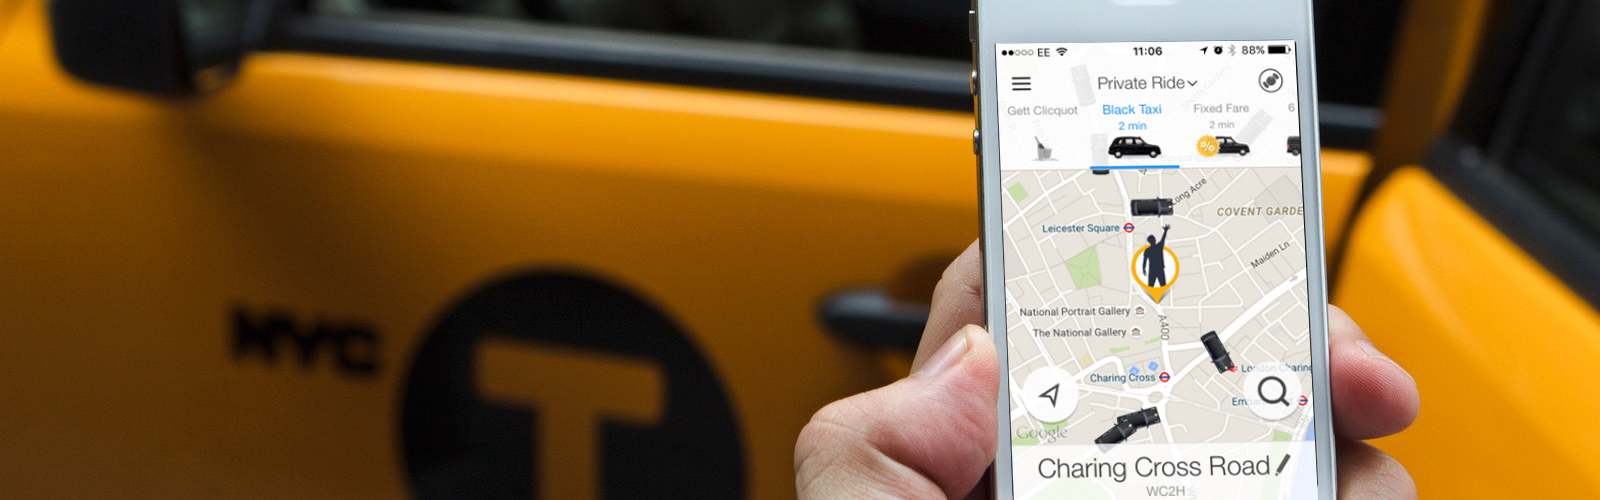 EE 11:06 88%
Private Ride
Gett Clicquot Black Taxi Fixed Fare 6
2 min 2 min
%
Long Acre
COVENT GARDE
Leicester Square
Maiden Ln
National Portrait Gallery
A400
The National Gallery
London Charing
Charing Cross
Emb
Google
Charing Cross Road
WC2H
NYC
T